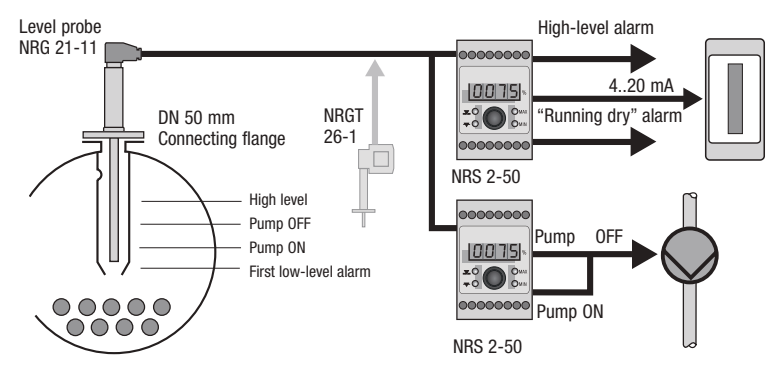 Level probe
NRG 21-11
High-level alarm
4..20 mA
"Running dry" alarm
DN 50 mm
Connecting flange
NRGT
26-1
0075 %
MAX
MIN
NRS 2-50
High level
Pump OFF
Pump ON
First low-level alarm
0075 %
MAX
MIN
Pump OFF
Pump ON
NRS 2-50